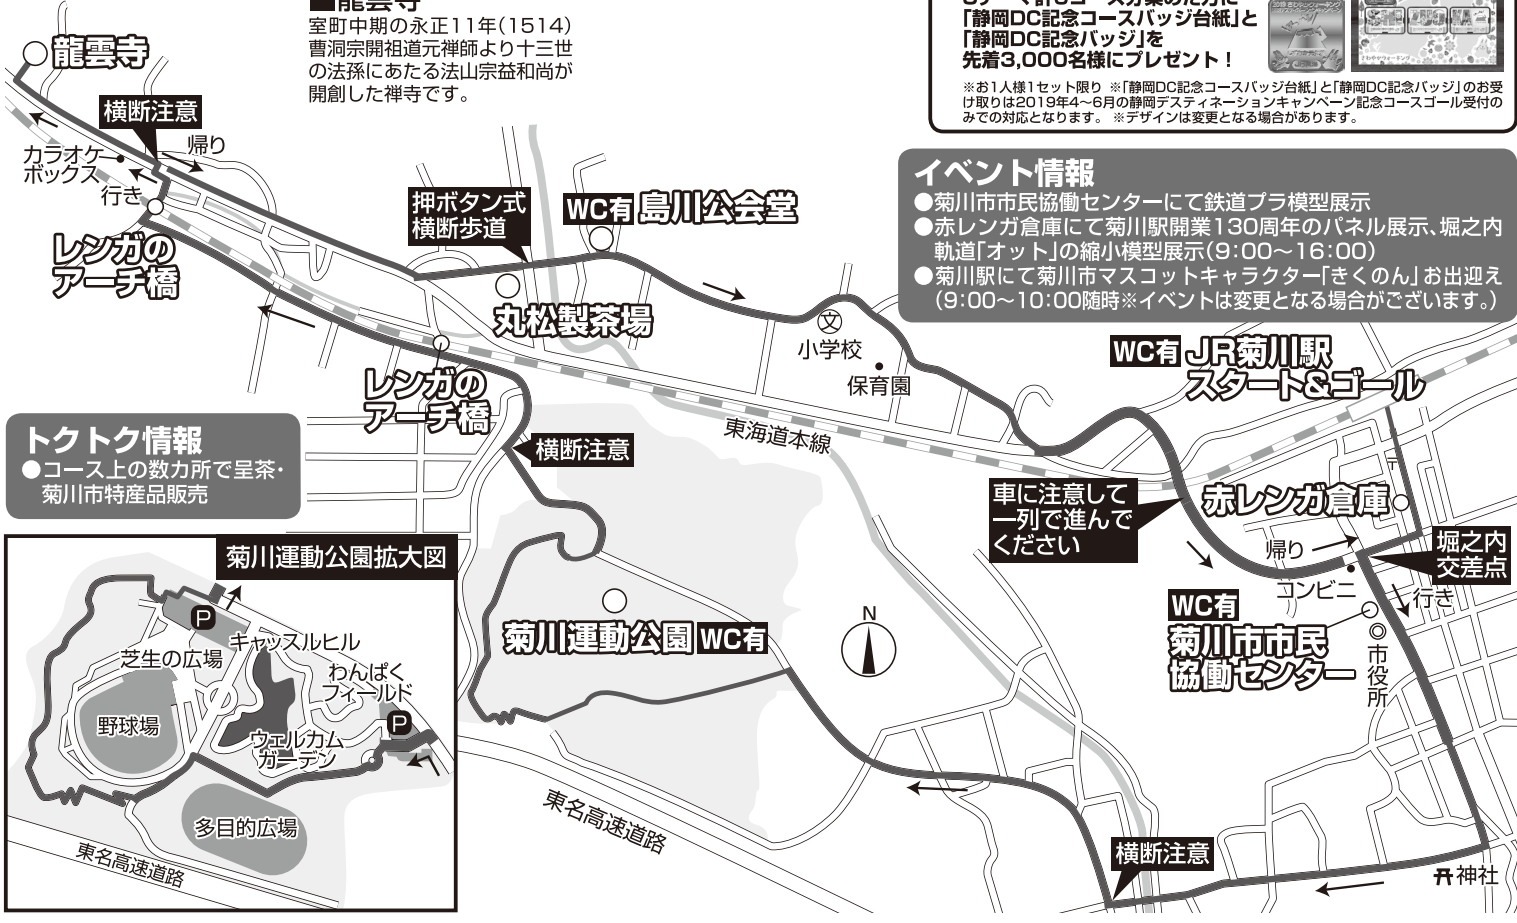 ■龍雲寺
室町中期の永正11年(1514)
曹洞宗開祖道元禅師より十三世
の法孫にあたる法山宗益和尚が
開創した禅寺です。
「静岡DC記念コースバッジ台紙」と
「静岡DC記念バッジ」を
先着3,000名様にプレゼント！
※お1人様1セット限り ※「静岡DC記念コースバッジ台紙」と「静岡DC記念バッジ」のお受
け取りは2019年4～6月の静岡デスティネーションキャンペーン記念コースゴール受付の
みでの対応となります。 ※デザインは変更となる場合があります。
イベント情報
●菊川市市民協働センターにて鉄道プラ模型展示
●赤レンガ倉庫にて菊川駅開業130周年のパネル展示、堀之内
軌道「オット」の縮小模型展示(9：00～16：00)
●菊川駅にて菊川市マスコットキャラクター「きくのん」お出迎え
(9：00～10：00随時※イベントは変更となる場合がございます。)
龍雲寺
横断注意
帰り
カラオケ
ボックス
行き
レンガの
アーチ橋
押ボタン式
横断歩道
WC有 島川公会堂
丸松製茶場
文
小学校
保育園
WC有 JR菊川駅
スタート&ゴール
レンガの
アーチ橋
東海道本線
横断注意
トクトク情報
●コース上の数カ所で呈茶・
菊川市特産品販売
〒
車に注意して
一列で進んで
ください
赤レンガ倉庫
帰り
コンビニ
堀之内
交差点
行き
WC有
菊川市市民
協働センター
市役所
N
菊川運動公園 WC有
東名高速道路
横断注意
神社
菊川運動公園拡大図
P
キャッスルヒル
芝生の広場
わんぱく
フィールド
P
野球場
ウェルカム
ガーデン
多目的広場
東名高速道路